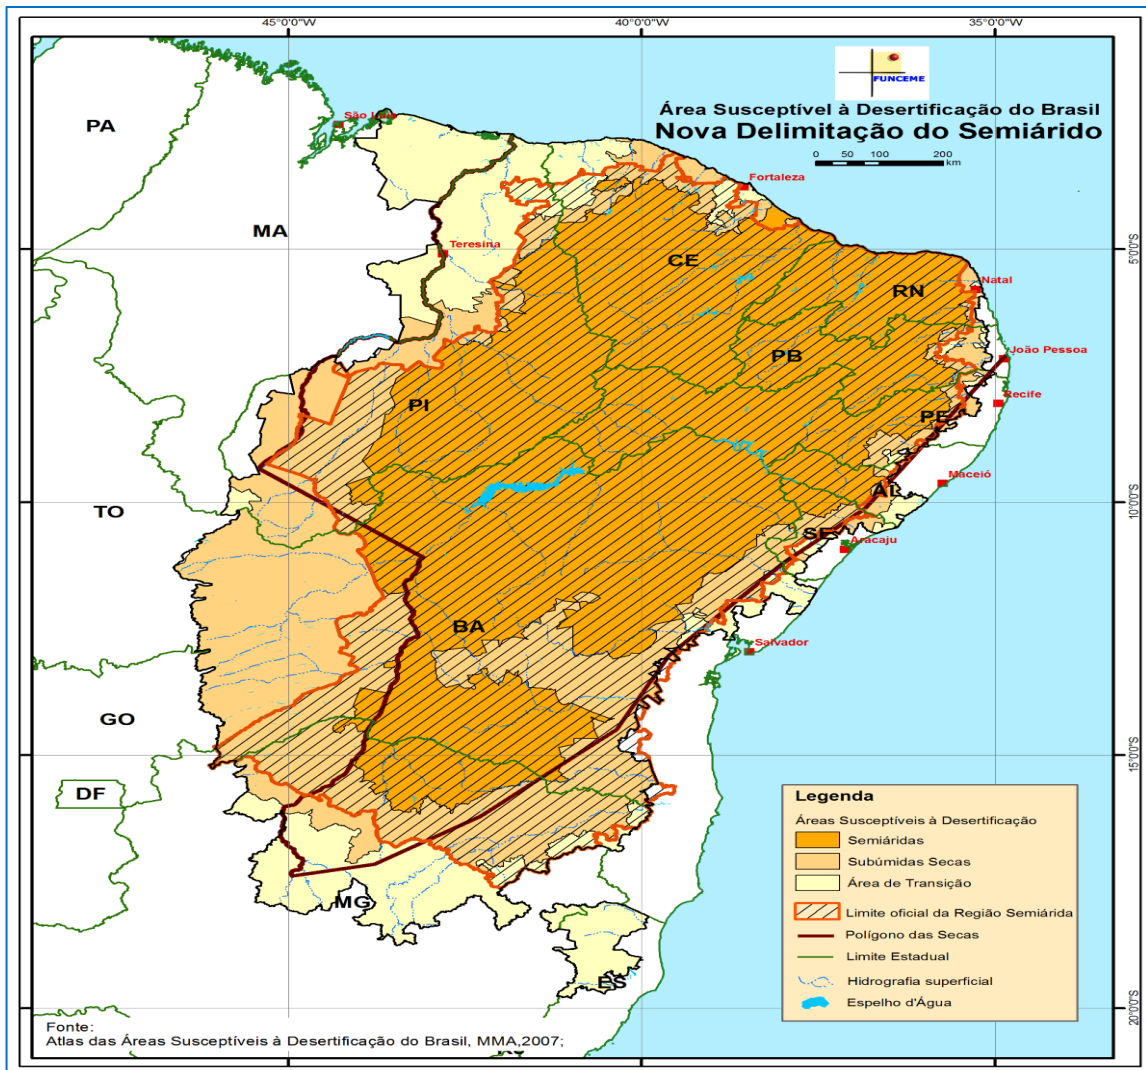 45°0'0"W
40°0'0"W
35°0'0"W
FUNCEME
Área Susceptível à Desertificação do Brasil
Nova Delimitação do Semiárido
0 50 100 200
km
PA
São Luís
Fortaleza
MA
Teresina
CE
5°0'0"S
RN
Natal
PB
João Pessoa
PI
Recife
PE
Maceió
AL
TO
10°0'0"S
SE
Aracaju
BA
Salvador
GO
15°0'0"S
DF
Legenda
Áreas Susceptíveis à Desertificação
Semiáridas
Subúmidas Secas
Área de Transição
Limite oficial da Região Semiárida
Polígono das Secas
Limite Estadual
Hidrografia superficial
Espelho d'Água
MG
ES
20°0'0"S
Fonte:
Atlas das Áreas Susceptíveis à Desertificação do Brasil, MMA,2007;